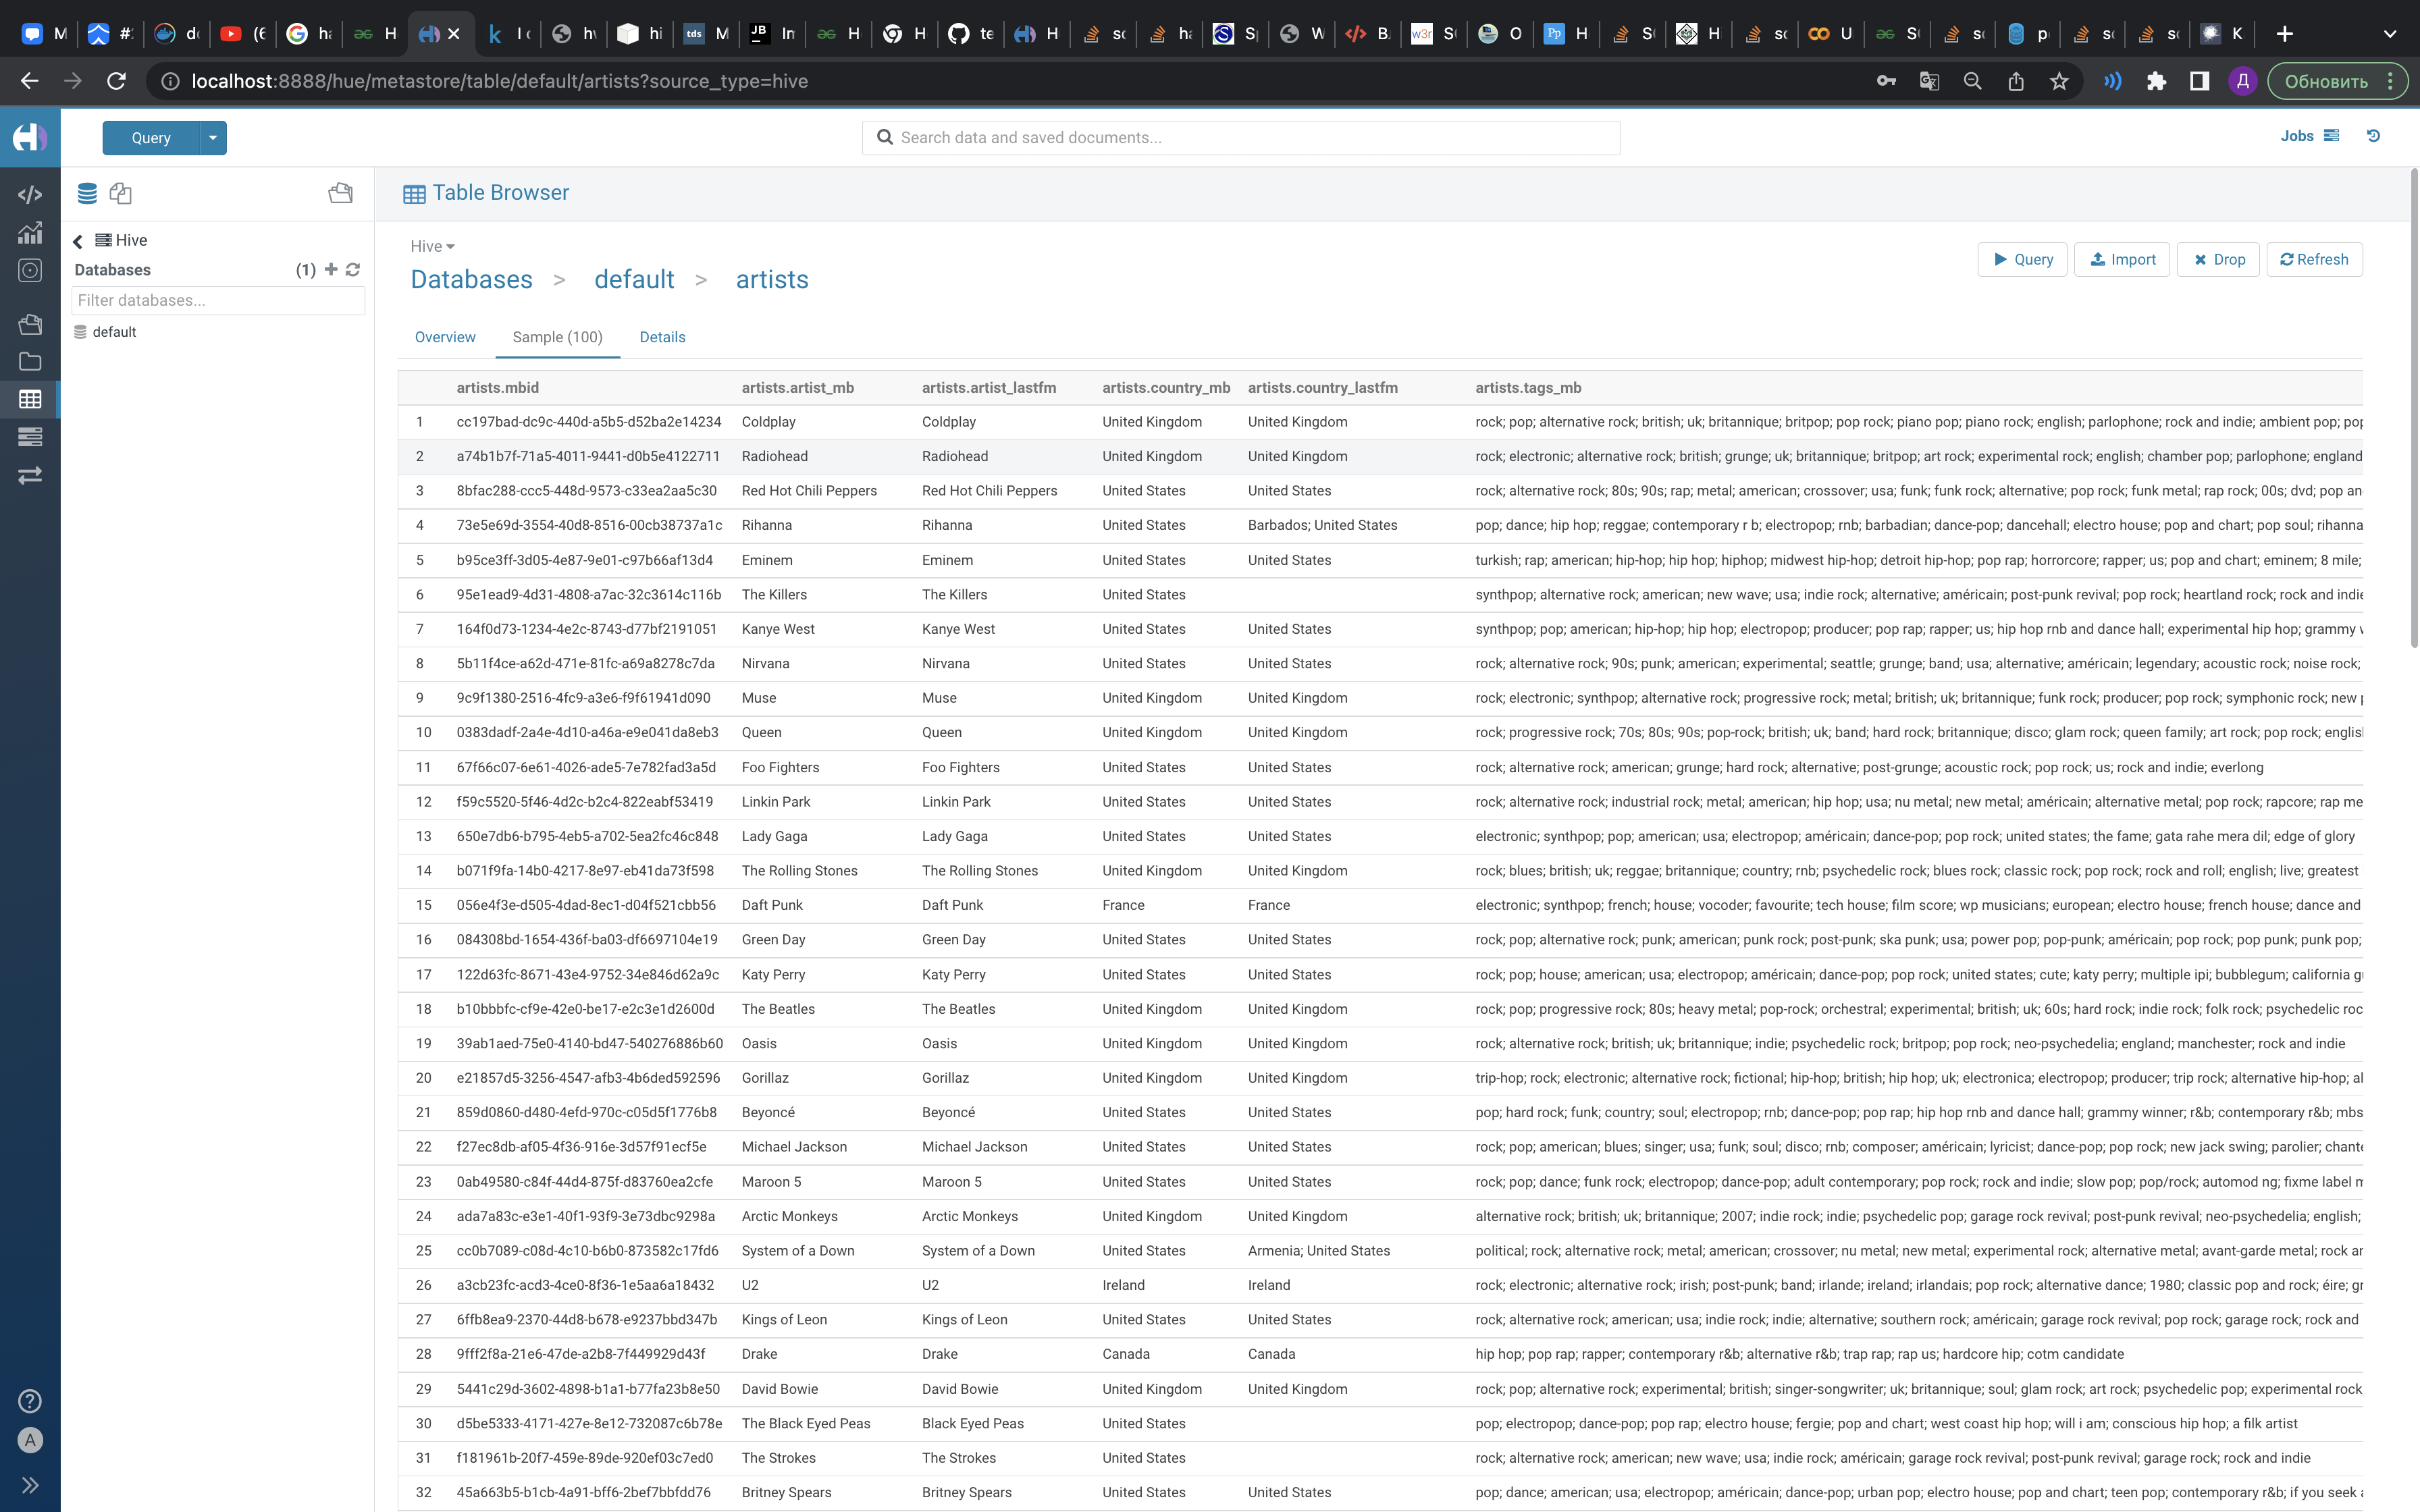 M #: d( (6 h H k I ( h\ hi tds M JB In H H te H s( h S W B. w3r S O Pp H S( H s( U S s( p s( s( K
localhost:8888/hue/metastore/table/default/artists?source_type=hive Д Обновить
Query Search data and saved documents... Jobs
Table Browser
Hive
Databases (1)
Filter databases...
default
Hive
Databases > default > artists
Query Import Drop Refresh
Overview Sample (100) Details
artists.mbid artists.artist_mb artists.artist_lastfm artists.country_mb artists.country_lastfm artists.tags_mb
1 cc197bad-dc9c-440d-a5b5-d52ba2e14234 Coldplay Coldplay United Kingdom United Kingdom rock; pop; alternative rock; british; uk; britannique; britpop; pop rock; piano pop; piano rock; english; parlophone; rock and indie; ambient pop; pop
2 a74b1b7f-71a5-4011-9441-d0b5e4122711 Radiohead Radiohead United Kingdom United Kingdom rock; electronic; alternative rock; british; grunge; uk; britannique; britpop; art rock; experimental rock; english; chamber pop; parlophone; england
3 8bfac288-ccc5-448d-9573-c33ea2aa5c30 Red Hot Chili Peppers Red Hot Chili Peppers United States United States rock; alternative rock; 80s; 90s; rap; metal; american; crossover; usa; funk; funk rock; alternative; pop rock; funk metal; rap rock; 00s; dvd; pop an
4 73e5e69d-3554-40d8-8516-00cb38737a1c Rihanna Rihanna United States Barbados; United States pop; dance; hip hop; reggae; contemporary r b; electropop; rnb; barbadian; dance-pop; dancehall; electro house; pop and chart; pop soul; rihanna
5 b95ce3ff-3d05-4e87-9e01-c97b66af13d4 Eminem Eminem United States United States turkish; rap; american; hip-hop; hip hop; hiphop; midwest hip-hop; detroit hip-hop; pop rap; horrorcore; rapper; us; pop and chart; eminem; 8 mile;
6 95e1ead9-4d31-4808-a7ac-32c3614c116b The Killers The Killers United States synthpop; alternative rock; american; new wave; usa; indie rock; alternative; américain; post-punk revival; pop rock; heartland rock; rock and indie
7 164f0d73-1234-4e2c-8743-d77bf2191051 Kanye West Kanye West United States United States synthpop; pop; american; hip-hop; hip hop; electropop; producer; pop rap; rapper; us; hip hop rnb and dance hall; experimental hip hop; grammy w
8 5b11f4ce-a62d-471e-81fc-a69a8278c7da Nirvana Nirvana United States United States rock; alternative rock; 90s; punk; american; experimental; seattle; grunge; band; usa; alternative; américain; legendary; acoustic rock; noise rock;
9 9c9f1380-2516-4fc9-a3e6-f9f61941d090 Muse Muse United Kingdom United Kingdom rock; electronic; synthpop; alternative rock; progressive rock; metal; british; uk; britannique; funk rock; producer; pop rock; symphonic rock; new p
10 0383dadf-2a4e-4d10-a46a-e9e041da8eb3 Queen Queen United Kingdom United Kingdom rock; progressive rock; 70s; 80s; 90s; pop-rock; british; uk; band; hard rock; britannique; disco; glam rock; queen family; art rock; pop rock; englis
11 67f66c07-6e61-4026-ade5-7e782fad3a5d Foo Fighters Foo Fighters United States United States rock; alternative rock; american; grunge; hard rock; alternative; post-grunge; acoustic rock; pop rock; us; rock and indie; everlong
12 f59c5520-5f46-4d2c-b2c4-822eabf53419 Linkin Park Linkin Park United States United States rock; alternative rock; industrial rock; metal; american; hip hop; usa; nu metal; new metal; américain; alternative metal; pop rock; rapcore; rap me
13 650e7db6-b795-4eb5-a702-5ea2fc46c848 Lady Gaga Lady Gaga United States United States electronic; synthpop; pop; american; usa; electropop; américain; dance-pop; pop rock; united states; the fame; gata rahe mera dil; edge of glory
14 b071f9fa-14b0-4217-8e97-eb41da73f598 The Rolling Stones The Rolling Stones United Kingdom United Kingdom rock; blues; british; uk; reggae; britannique; country; rnb; psychedelic rock; blues rock; classic rock; pop rock; rock and roll; english; live; greatest
15 056e4f3e-d505-4dad-8ec1-d04f521cbb56 Daft Punk Daft Punk France France electronic; synthpop; french; house; vocoder; favourite; tech house; film score; wp musicians; european; electro house; french house; dance and
16 084308bd-1654-436f-ba03-df6697104e19 Green Day Green Day United States United States rock; pop; alternative rock; punk; american; punk rock; post-punk; ska punk; usa; power pop; pop-punk; américain; pop rock; pop punk; punk pop;
17 122d63fc-8671-43e4-9752-34e846d62a9c Katy Perry Katy Perry United States United States rock; pop; house; american; usa; electropop; américain; dance-pop; pop rock; united states; cute; katy perry; multiple ipi; bubblegum; california g
18 b10bbbfc-cf9e-42e0-be17-e2c3e1d2600d The Beatles The Beatles United Kingdom United Kingdom rock; pop; progressive rock; 80s; heavy metal; pop-rock; orchestral; experimental; british; uk; 60s; hard rock; indie rock; folk rock; psychedelic roc
19 39ab1aed-75e0-4140-bd47-540276886b60 Oasis Oasis United Kingdom United Kingdom rock; alternative rock; british; uk; britannique; indie; psychedelic rock; britpop; pop rock; neo-psychedelia; england; manchester; rock and indie
20 e21857d5-3256-4547-afb3-4b6ded592596 Gorillaz Gorillaz United Kingdom United Kingdom trip-hop; rock; electronic; alternative rock; fictional; hip-hop; british; hip hop; uk; electronica; electropop; producer; trip rock; alternative hip-hop; al
21 859d0860-d480-4efd-970c-c05d5f1776b8 Beyoncé Beyoncé United States United States pop; hard rock; funk; country; soul; electropop; rnb; dance-pop; pop rap; hip hop rnb and dance hall; grammy winner; r&b; contemporary r&b; mbs
22 f27ec8db-af05-4f36-916e-3d57f91ecf5e Michael Jackson Michael Jackson United States United States rock; pop; american; blues; singer; usa; funk; soul; disco; rnb; composer; américain; lyricist; dance-pop; pop rock; new jack swing; parolier; chante
23 0ab49580-c84f-44d4-875f-d83760ea2cfe Maroon 5 Maroon 5 United States United States rock; pop; dance; funk rock; electropop; dance-pop; adult contemporary; pop rock; rock and indie; slow pop; pop/rock; automod ng; fixme label m
24 ada7a83c-e3e1-40f1-93f9-3e73dbc9298a Arctic Monkeys Arctic Monkeys United Kingdom United Kingdom alternative rock; british; uk; britannique; 2007; indie rock; indie; psychedelic pop; garage rock revival; post-punk revival; neo-psychedelia; english;
25 cc0b7089-c08d-4c10-b6b0-873582c17fd6 System of a Down System of a Down United States Armenia; United States political; rock; alternative rock; metal; american; crossover; nu metal; new metal; experimental rock; alternative metal; avant-garde metal; rock ar
26 a3cb23fc-acd3-4ce0-8f36-1e5aa6a18432 U2 U2 Ireland Ireland rock; electronic; alternative rock; irish; post-punk; band; irlande; ireland; irlandais; pop rock; alternative dance; 1980; classic pop and rock; éire; gr
27 6ffb8ea9-2370-44d8-b678-e9237bbd347b Kings of Leon Kings of Leon United States United States rock; alternative rock; american; usa; indie rock; indie; alternative; southern rock; américain; garage rock revival; pop rock; garage rock; rock and
28 9fff2f8a-21e6-47de-a2b8-7f449929d43f Drake Drake Canada Canada hip hop; pop rap; rapper; contemporary r&b; alternative r&b; trap rap; rap us; hardcore hip; cotm candidate
29 5441c29d-3602-4898-b1a1-b77fa23b8e50 David Bowie David Bowie United Kingdom United Kingdom rock; pop; alternative rock; experimental; british; singer-songwriter; uk; britannique; soul; glam rock; art rock; psychedelic pop; experimental rock
30 d5be5333-4171-427e-8e12-732087c6b78e The Black Eyed Peas Black Eyed Peas United States pop; electropop; dance-pop; pop rap; electro house; fergie; pop and chart; west coast hip hop; will i am; conscious hip hop; a filk artist
31 f181961b-20f7-459e-89de-920ef03c7ed0 The Strokes The Strokes United States rock; alternative rock; american; new wave; usa; indie rock; américain; garage rock revival; post-punk revival; garage rock; rock and indie
32 45a663b5-b1cb-4a91-bff6-2bef7bbfdd76 Britney Spears Britney Spears United States United States pop; dance; american; usa; electropop; américain; dance-pop; urban pop; electro house; pop and chart; teen pop; contemporary r&b; if you seek a
A